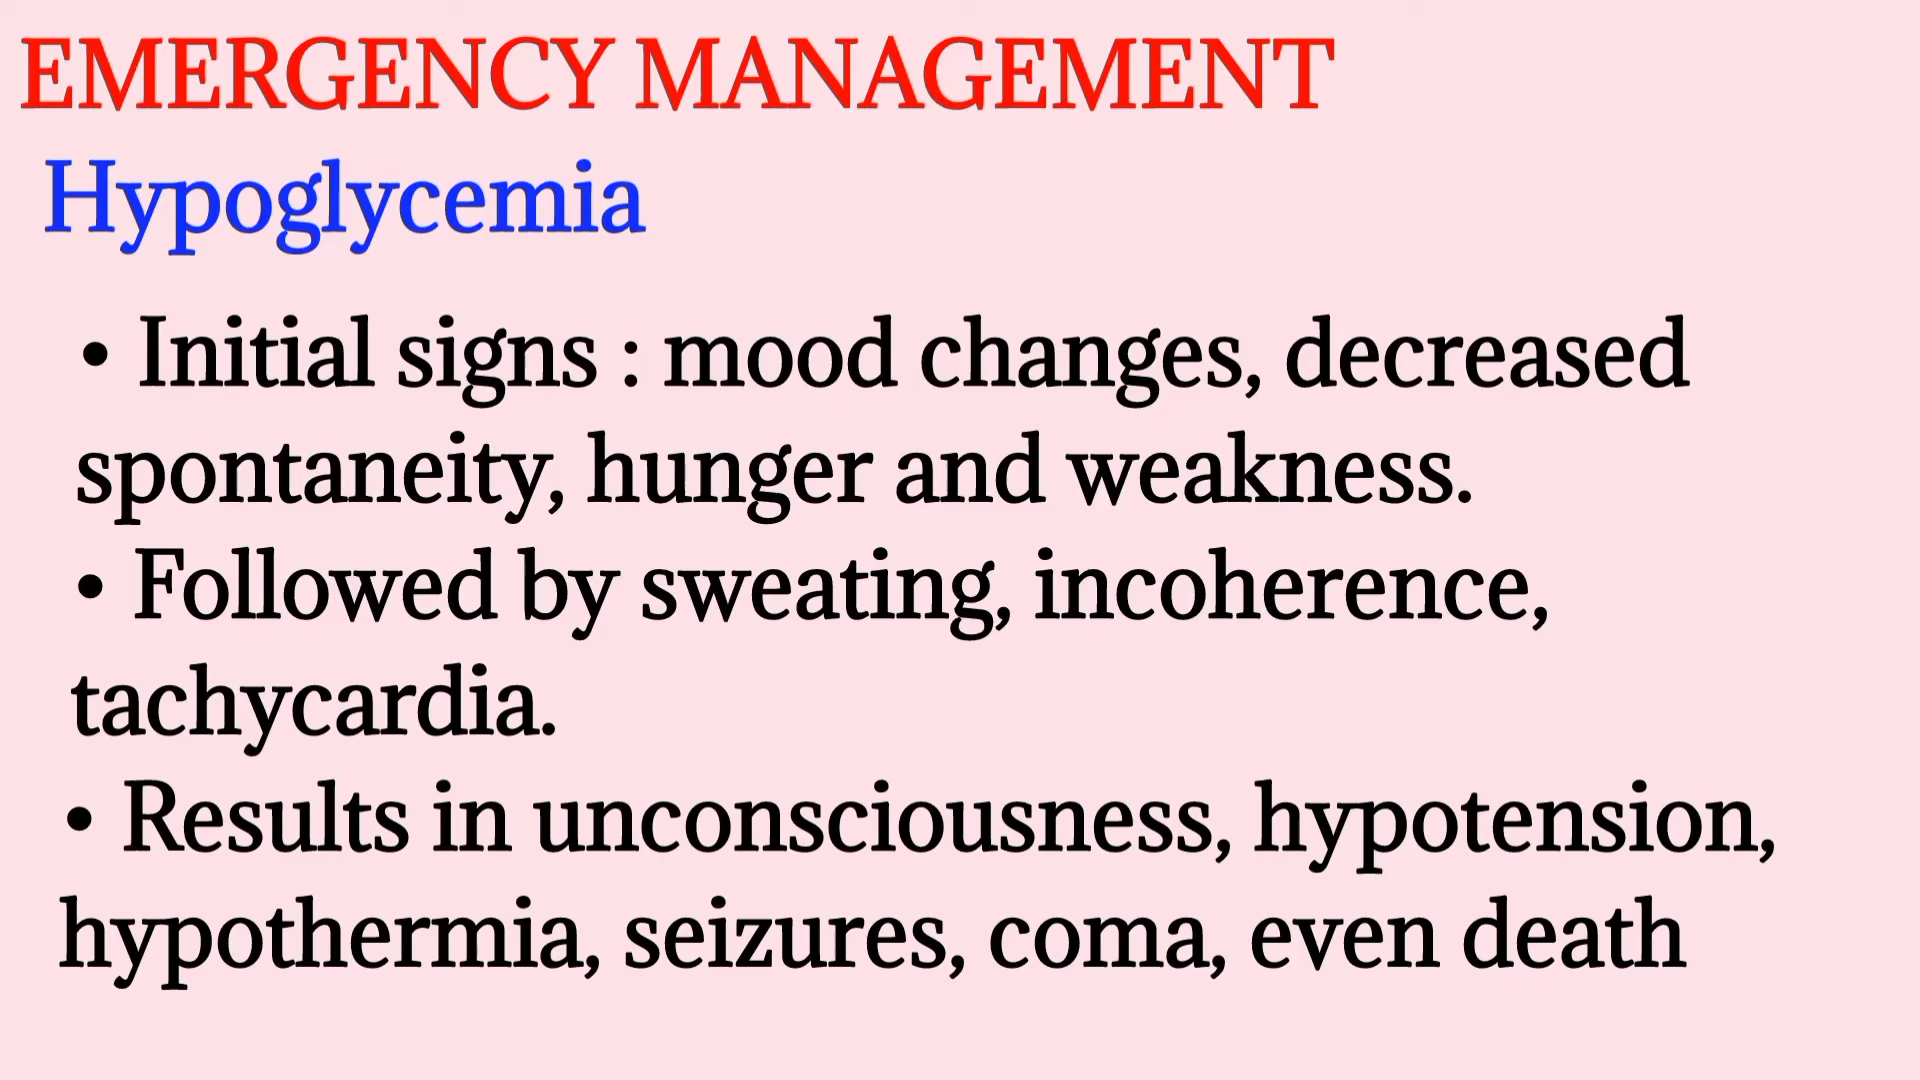 EMERGENCY MANAGEMENT
Hypoglycemia
• Initial signs : mood changes, decreased
spontaneity, hunger and weakness.
• Followed by sweating, incoherence,
tachycardia.
• Results in unconsciousness, hypotension,
hypothermia, seizures, coma, even death